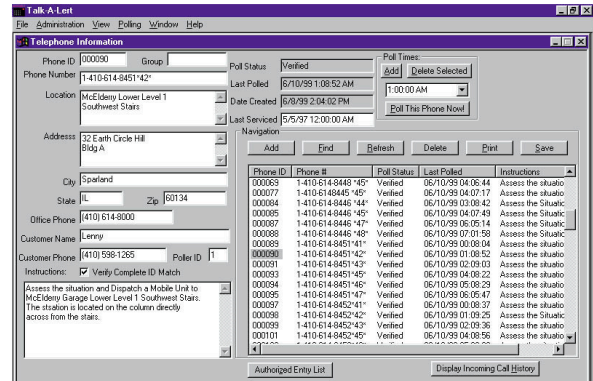 Talk-A-Lert
File Administration View Polling Window Help
Telephone Information
Phone ID 000090 Group
Phone Number 1-410-614-8451*42*
Location McElderry Lower Level 1
Southwest Stairs
Addresss 32 Earth Circle Hill
Bldg A
City Sparland
State IL Zip 60134
Office Phone (410) 614-8000
Customer Name Lenny
Customer Phone (410) 598-1265 Poller ID 1
Instructions: Verify Complete ID Match
Assess the situation and Dispatch a Mobile Unit to
McElderry Garage Lower Level 1 Southwest Stairs.
The stration is located on the column directly
across from the stairs.
Poll Status Verified
Last Polled 6/10/99 1:08:52 AM
Date Created 6/8/99 2:04:02 PM
Last Serviced 5/5/97 12:00:00 AM
Poll Times:
Add Delete Selected
1:00:00 AM
Poll This Phone Now!
Navigation
Add Find Refresh Delete Print Save
Phone ID Phone # Poll Status Last Polled Instructions
000069 1-410-614-8448 *45* Verified 06/10/99 04:06:44 Assess the situatio
000077 1-410-6148445 *45* Verified 06/10/99 04:07:17 Assess the situatio
000084 1-410-614-8446 *44* Verified 06/10/99 03:08:42 Assess the Situatic
000085 1-410-614-8446 *45* Verified 06/10/99 04:07:49 Assess the Situatic
000087 1-410-614-8446 *47* Verified 06/10/99 06:05:14 Assess the Situatic
000088 1-410-614-8446 *48* Verified 06/10/99 07:01:58 Assess the Situatic
000089 1-410-614-8451*41* Verified 06/10/99 00:08:04 Assess the situatio
000090 1-410-614-8451*42* Verified 06/10/99 01:08:52 Assess the situatio
000091 1-410-614-8451*43* Verified 06/10/99 02:09:03 Assess the situatio
000093 1-410-614-8451*45* Verified 06/10/99 04:08:22 Assess the situatio
000094 1-410-614-8451*46* Verified 06/10/99 05:08:29 Assess the situatio
000095 1-410-614-8451*47* Verified 06/10/99 06:05:47 Assess the situatio
000097 1-410-614-8452*41* Verified 06/10/99 00:08:37 Assess the situatio
000098 1-410-614-8452*42* Verified 06/10/99 01:09:25 Assess the Situatic
000099 1-410-614-8452*43* Verified 06/10/99 02:09:36 Assess the situatio
000101 1-410-614-8452*45* Verified 06/10/99 04:08:56 Assess the situatio
Authorized Entry List Display Incoming Call History